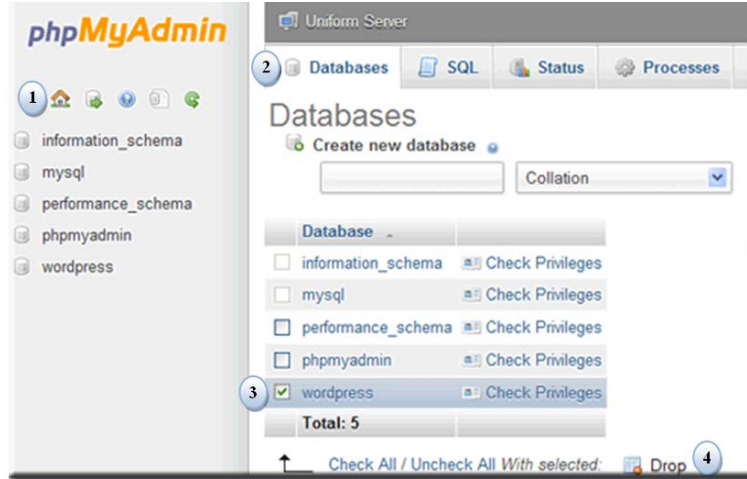 phpMyAdmin
Uniform Server
2 Databases SQL Status Processes
1
information_schema
mysql
performance_schema
phpmyadmin
wordpress
Databases
Create new database
Collation
Database
information_schema Check Privileges
mysql Check Privileges
performance_schema Check Privileges
phpmyadmin Check Privileges
3 wordpress Check Privileges
Total: 5
Check All / Uncheck All With selected: Drop 4